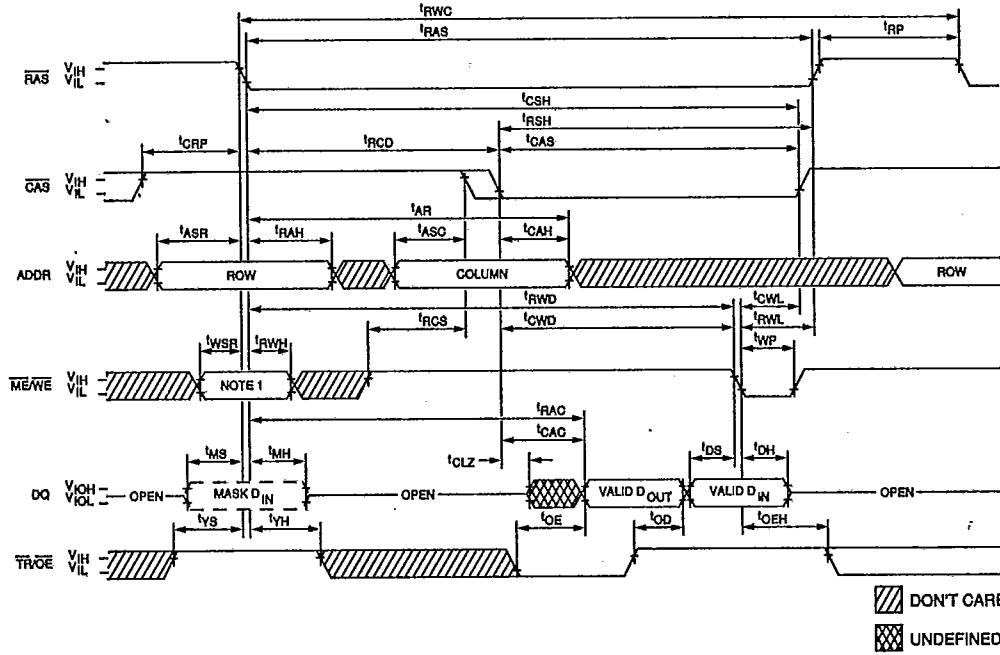 tRWC
tRAS
tRP
RAS VIH VIL
tCSH
tRSH
tCRP
tRCD
tCAS
CAS VIH VIL
tAR
tASR
tRAH
tASC
tCAH
ADDR VIH VIL
ROW
COLUMN
ROW
tRWD
tCWL
tRCS
tCWD
tRWL
tWSR
tRWH
tWP
ME/WE VIH VIL
NOTE 1
tRAC
tCAC
tMS
tMH
tCLZ
tDS
tDH
DQ VIOH VIOL
OPEN
MASK DIN
OPEN
VALID DOUT
VALID DIN
OPEN
tYS
tYH
tOE
tOD
tOEH
TR/OE VIH VIL
DON'T CARE
UNDEFINED